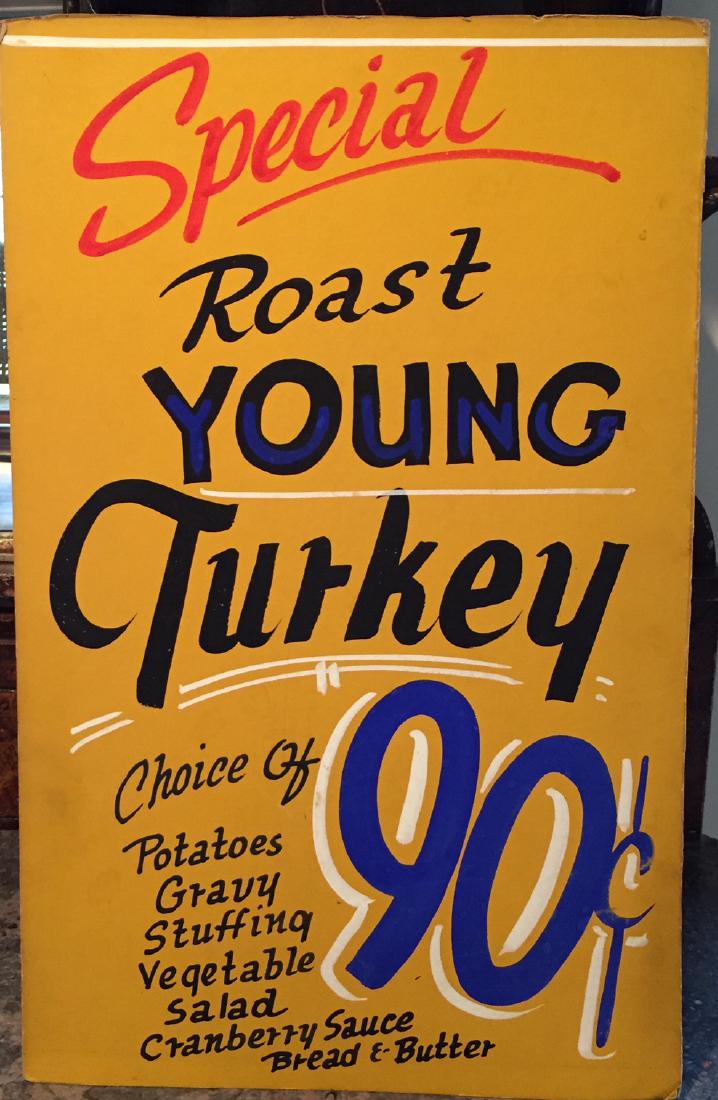 Special
Roast
YOUNG
Turkey
90¢
Choice Of
Potatoes
Gravy
Stuffing
Vegetable
Salad
Cranberry Sauce
Bread & Butter